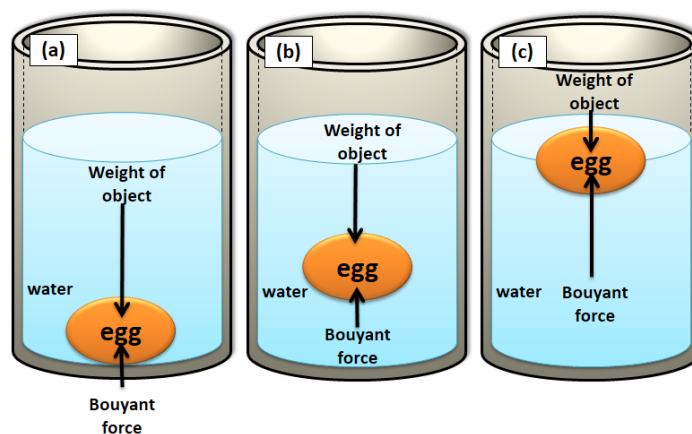 (a)
Weight of
object
water
egg
Bouyant
force
(b)
Weight of
object
egg
water
Bouyant
force
(c)
Weight of
object
egg
water
Bouyant
force